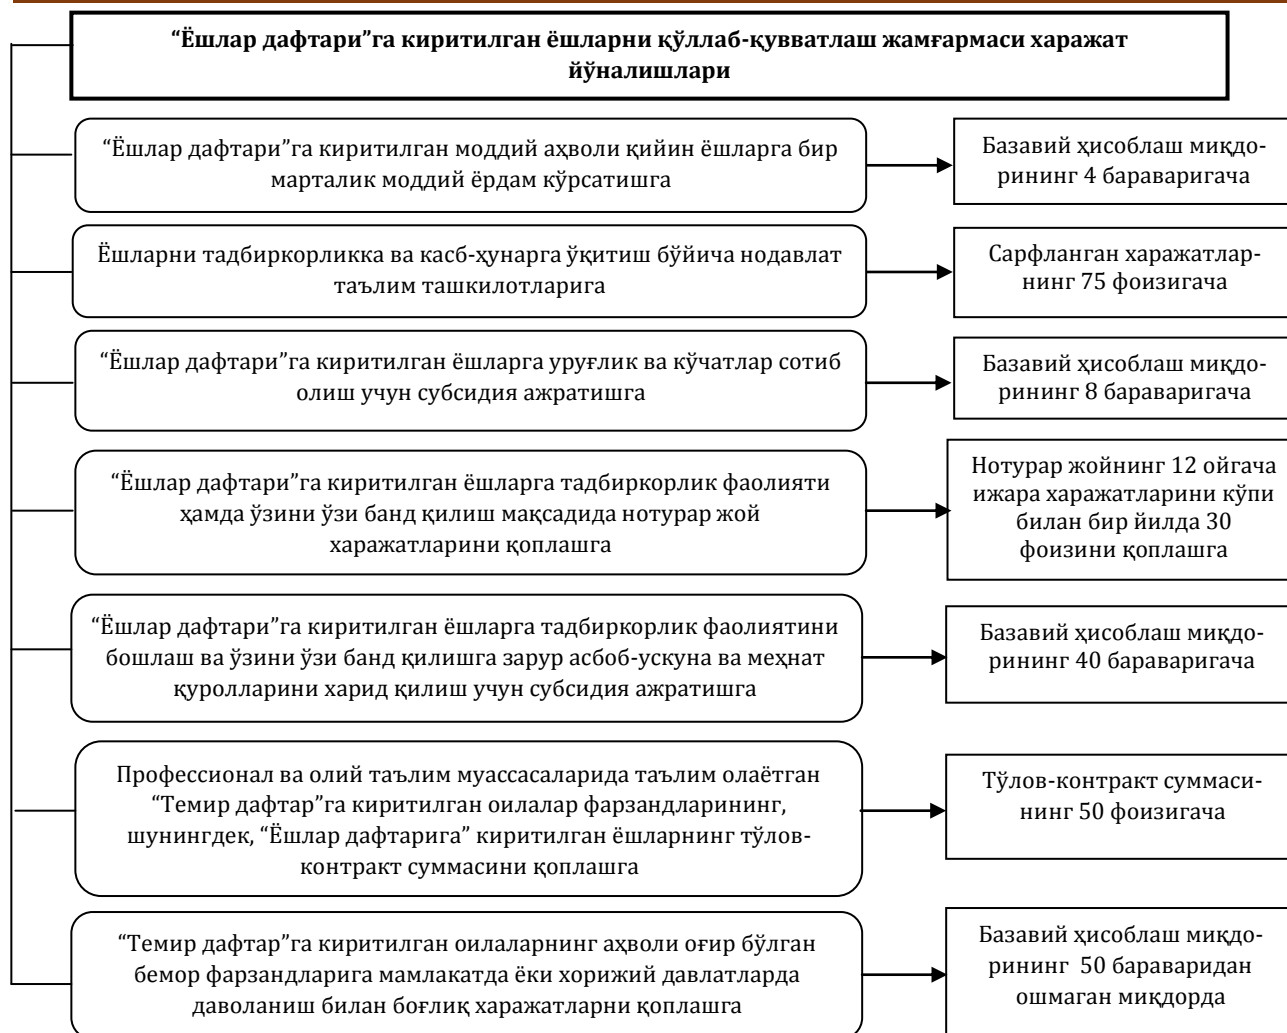 “Ёшлар дафтари”га киритилган ёшларни қўллаб-қувватлаш жамғармаси харажат
йўналишлари
“Ёшлар дафтари”га киритилган моддий аҳволи қийин ёшларга бир
марталик моддий ёрдам кўрсатишга
Базавий ҳисоблаш миқдо-
рининг 4 бараваригача
Ёшларни тадбиркорликка ва касб-ҳунарга ўқитиш бўйича нодавлат
таълим ташкилотларига
Сарфланган харажатлар-
нинг 75 фоизигача
“Ёшлар дафтари”га киритилган ёшларга уруғлик ва кўчатлар сотиб
олиш учун субсидия ажратишга
Базавий ҳисоблаш миқдо-
рининг 8 бараваригача
“Ёшлар дафтари”га киритилган ёшларга тадбиркорлик фаолияти
ҳамда ўзини ўзи банд қилиш мақсадида нотурар жой
харажатларини қоплашга
Нотурар жойнинг 12 ойгача
ижара харажатларини кўпи
билан бир йилда 30
фоизини қоплашга
“Ёшлар дафтари”га киритилган ёшларга тадбиркорлик фаолиятини
бошлаш ва ўзини ўзи банд қилишга зарур асбоб-ускуна ва меҳнат
қуролларини харид қилиш учун субсидия ажратишга
Базавий ҳисоблаш миқдо-
рининг 40 бараваригача
Профессионал ва олий таълим муассасаларида таълим олаётган
“Темир дафтар”га киритилган оилалар фарзандларининг,
шунингдек, “Ёшлар дафтарига” киритилган ёшларнинг тўлов-
контракт суммасини қоплашга
Тўлов-контракт суммаси-
нинг 50 фоизигача
“Темир дафтар”га киритилган оилаларнинг аҳволи оғир бўлган
бемор фарзандларига мамлакатда ёки хорижий давлатларда
даволаниш билан боғлиқ харажатларни қоплашга
Базавий ҳисоблаш миқдо-
рининг 50 бараваридан
ошмаган миқдорда